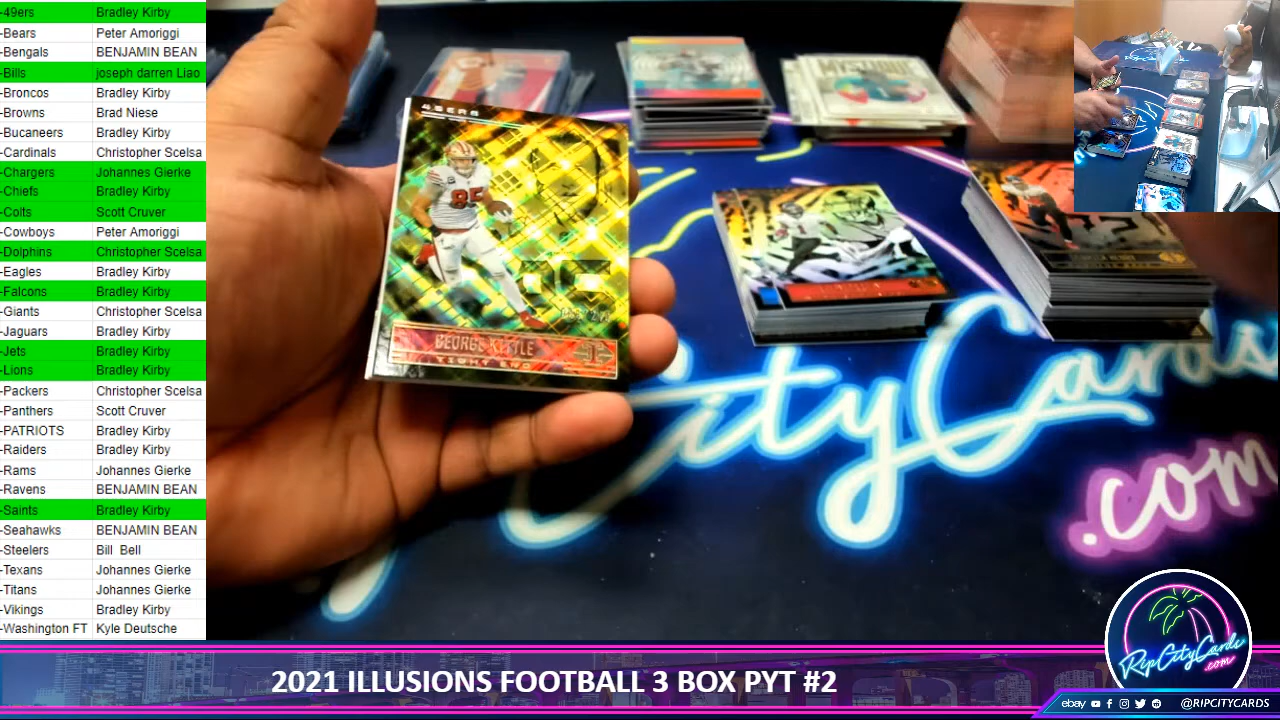 -49ers Bradley Kirby
-Bears Peter Amoriggi
-Bengals BENJAMIN BEAN
-Bills joseph darren Liao
-Broncos Bradley Kirby
-Browns Brad Niese
-Bucaneers Bradley Kirby
-Cardinals Christopher Scelsa
-Chargers Johannes Gierke
-Chiefs Bradley Kirby
-Colts Scott Cruver
-Cowboys Peter Amoriggi
-Dolphins Christopher Scelsa
-Eagles Bradley Kirby
-Falcons Bradley Kirby
-Giants Christopher Scelsa
-Jaguars Bradley Kirby
-Jets Bradley Kirby
-Lions Bradley Kirby
-Packers Christopher Scelsa
-Panthers Scott Cruver
-PATRIOTS Bradley Kirby
-Raiders Bradley Kirby
-Rams Johannes Gierke
-Ravens BENJAMIN BEAN
-Saints Bradley Kirby
-Seahawks BENJAMIN BEAN
-Steelers Bill Bell
-Texans Johannes Gierke
-Titans Johannes Gierke
-Vikings Bradley Kirby
-Washington FT Kyle Deutsche
49ERS
85
GEORGE KITTLE
TIGHT END
CityCards
.com
RipCityCards
.com
2021 ILLUSIONS FOOTBALL 3 BOX PYT #2
ebay @RIPCITYCARDS